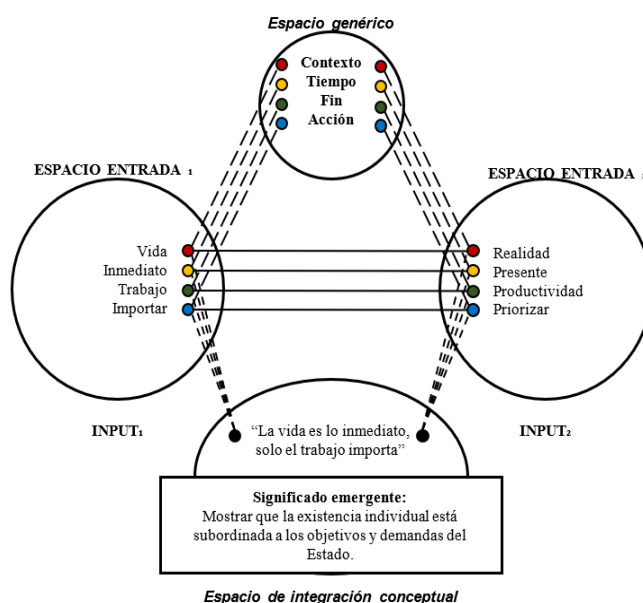 Espacio genérico
Contexto
Tiempo
Fin
Acción
ESPACIO ENTRADA ₁
ESPACIO ENTRADA
Vida
Inmediato
Trabajo
Importar
Realidad
Presente
Productividad
Priorizar
INPUT₁
INPUT₂
“La vida es lo inmediato,
solo el trabajo importa”
Significado emergente:
Mostrar que la existencia individual está
subordinada a los objetivos y demandas del
Estado.
Espacio de integración conceptual